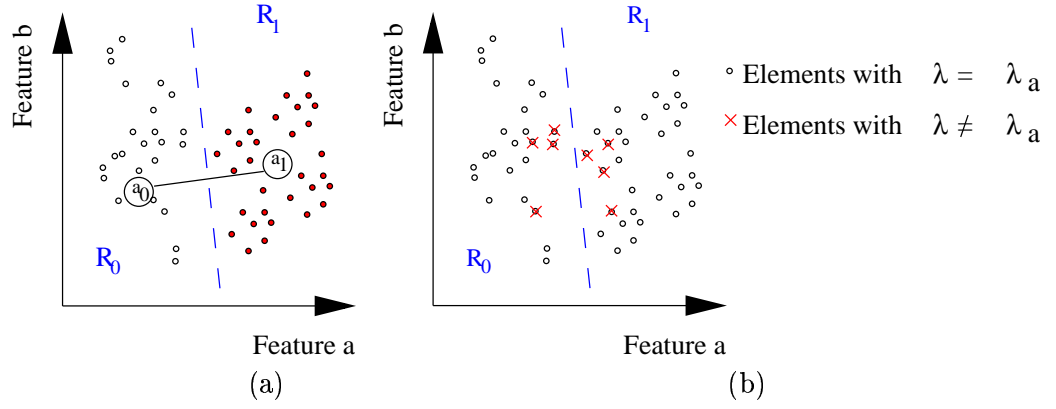 Feature b
R1
a0
a1
R0
Feature a
(a)
Feature b
R1
R0
Feature a
(b)
Elements with λ = λa
Elements with λ ≠ λa